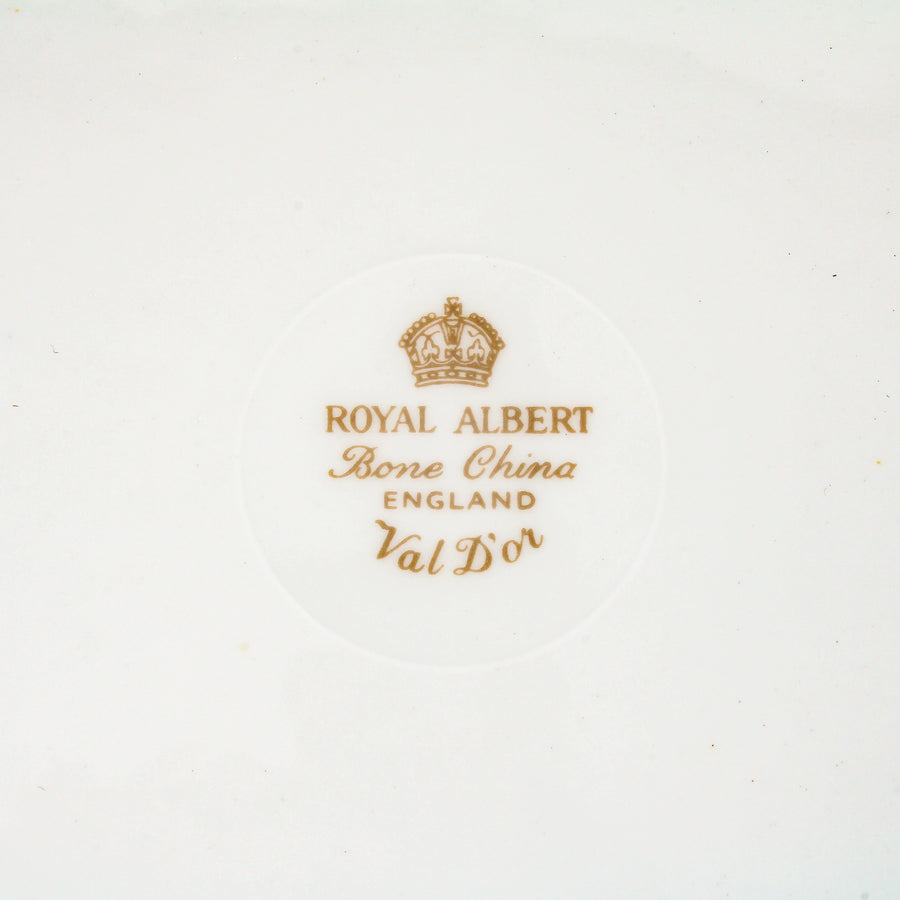 ROYAL ALBERT
Bone China
ENGLAND
Val D'or